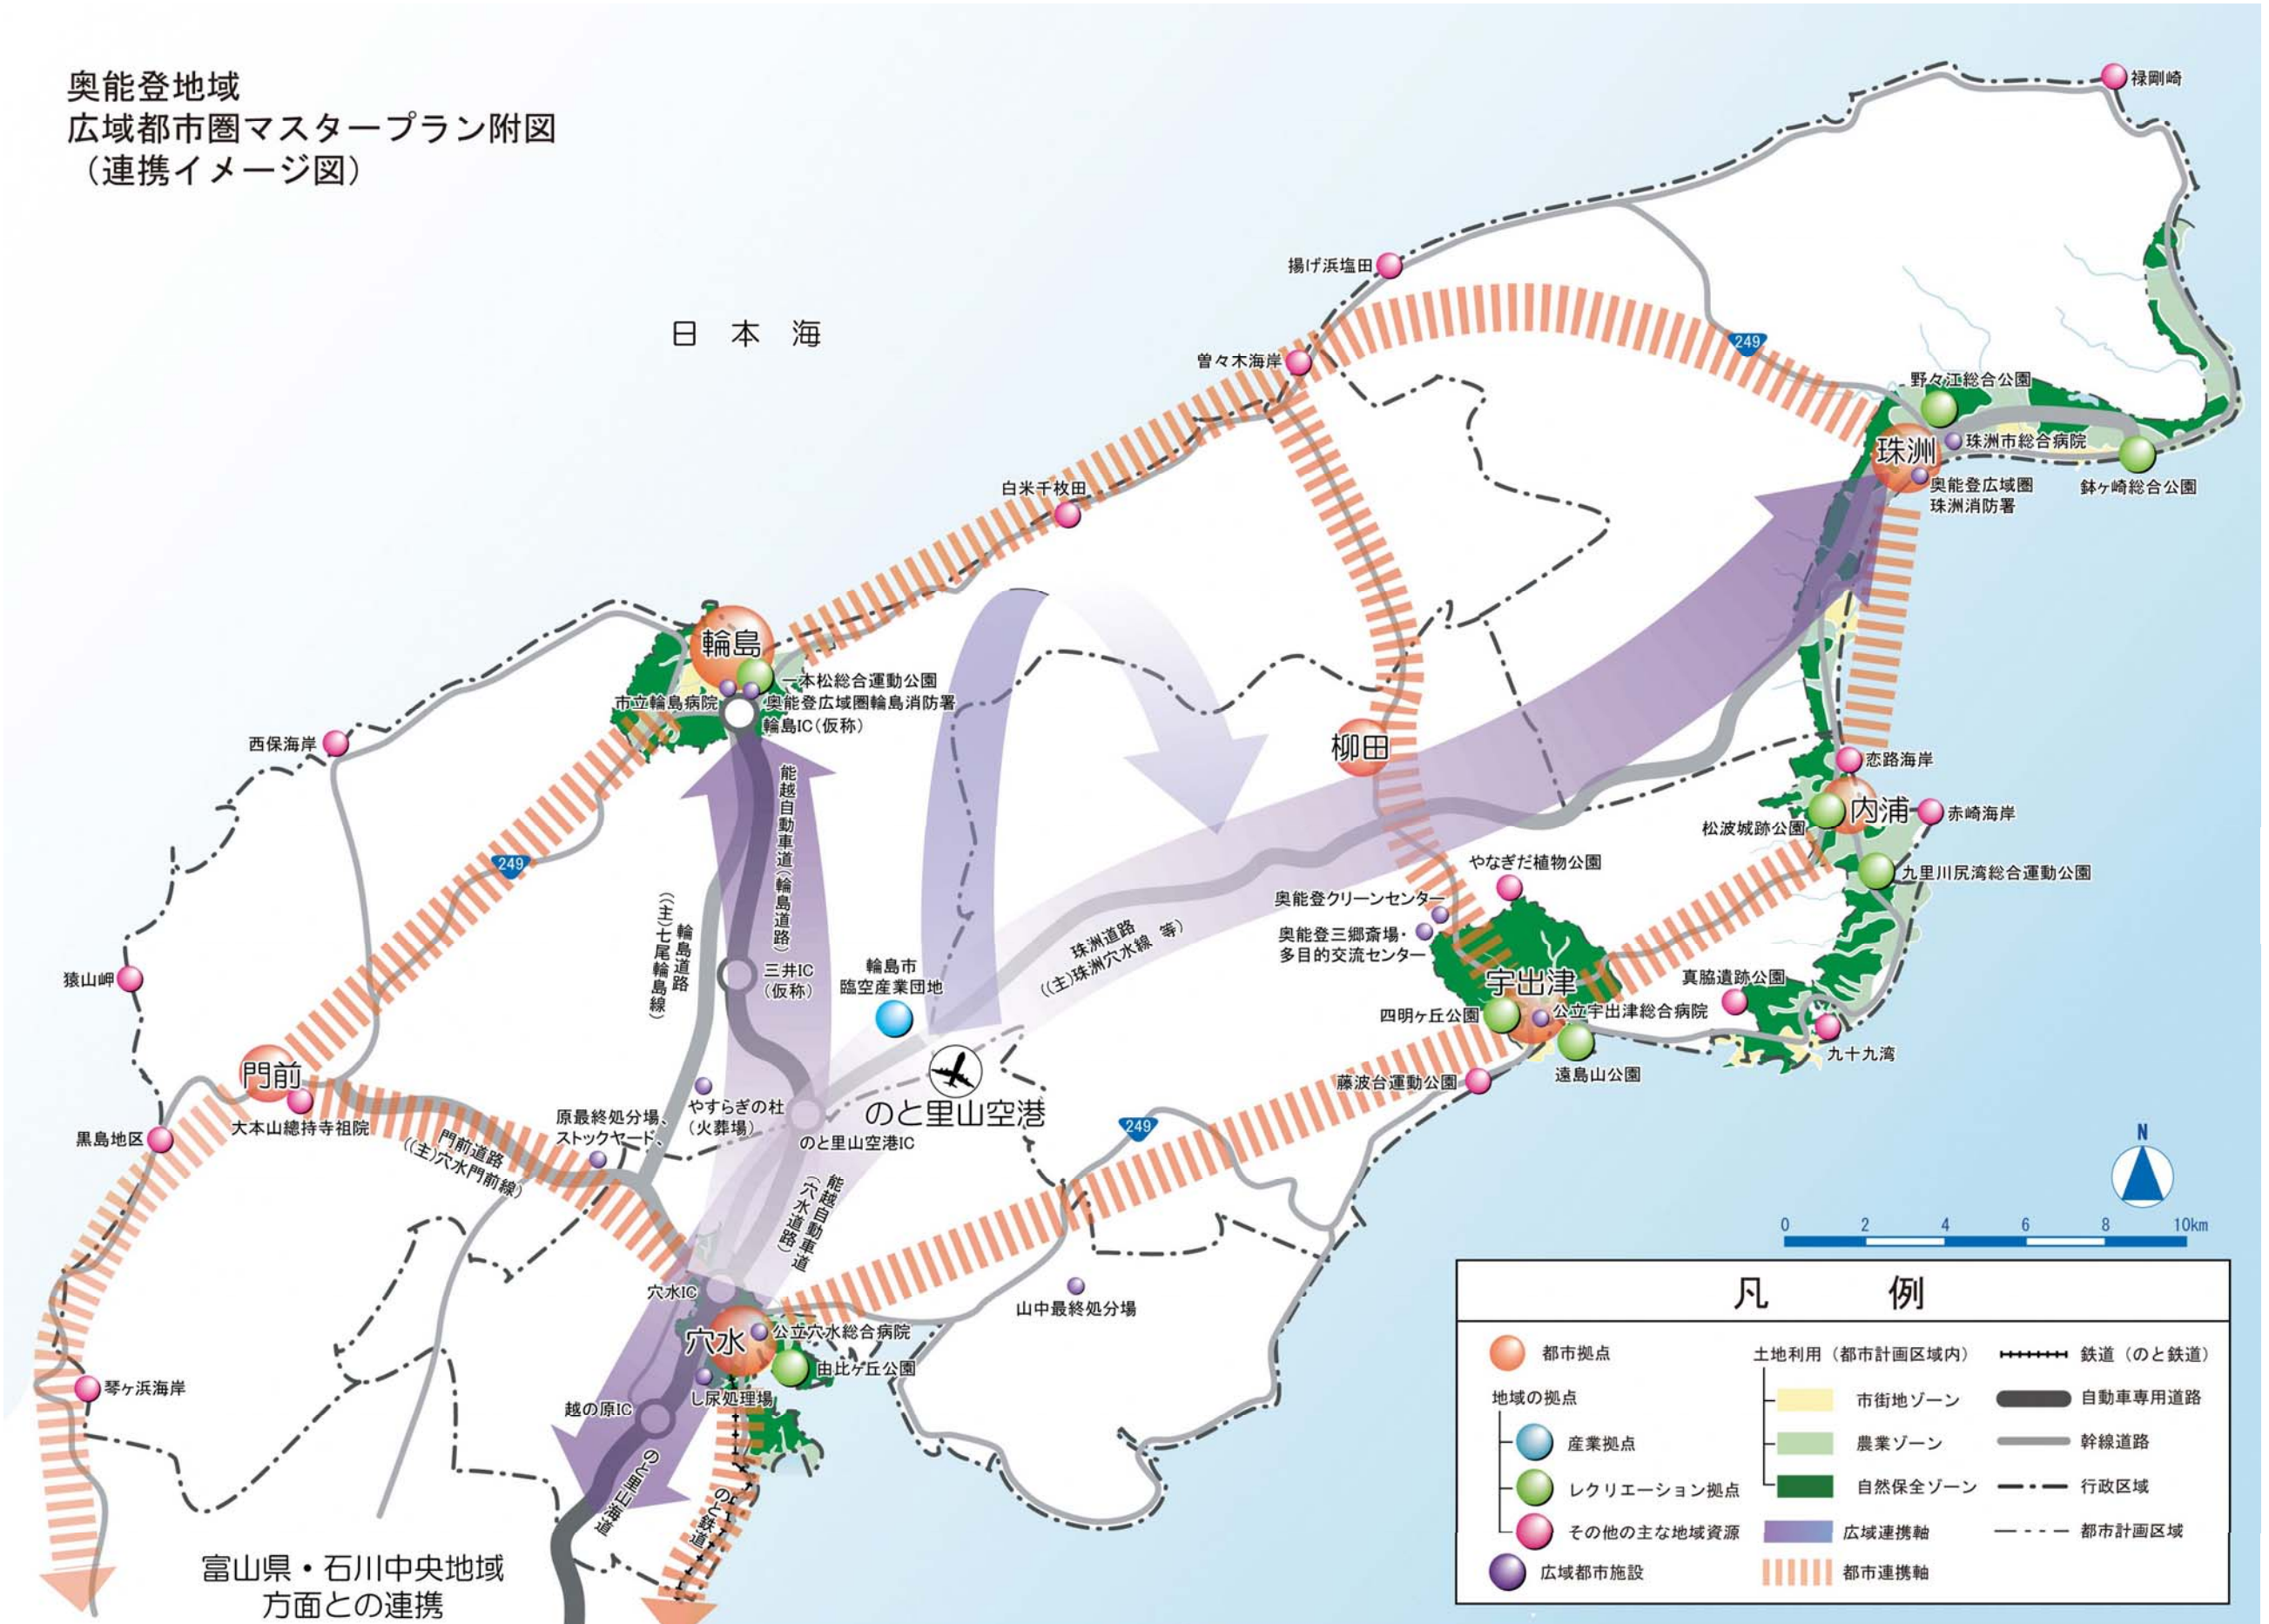 奥能登地域
広域都市圏マスタープラン附図
（連携イメージ図）
禄剛崎
揚げ浜塩田
日 本 海
249
曽々木海岸
野々江総合公園
珠洲
珠洲市総合病院
奥能登広域圏
珠洲消防署
鉢ヶ崎総合公園
白米千枚田
輪島
一本松総合運動公園
市立輪島病院
奥能登広域圏輪島消防署
輪島IC(仮称)
西保海岸
柳田
恋路海岸
内浦
赤崎海岸
松波城跡公園
249
能越自動車道(輪島道路)
やなぎだ植物公園
九里川尻湾総合運動公園
奥能登クリーンセンター
奥能登三郷斎場・
多目的交流センター
輪島道路
((主)七尾輪島線)
珠洲道路
((主)珠洲穴水線 等)
猿山岬
三井IC
(仮称)
輪島市
臨空産業団地
宇出津
真脇遺跡公園
四明ヶ丘公園
公立宇出津総合病院
九十九湾
遠島山公園
藤波台運動公園
門前
大本山總持寺祖院
黒島地区
門前道路
((主)穴水門前線)
原最終処分場、
ストックヤード、
やすらぎの杜
(火葬場)
のと里山空港
のと里山空港IC
249
能越自動車道
(穴水道路)
穴水IC
山中最終処分場
穴水
公立穴水総合病院
由比ヶ丘公園
し尿処理場
越の原IC
琴ヶ浜海岸
のと里山海道
のと鉄道
富山県・石川中央地域
方面との連携
N
0 2 4 6 8 10km
凡 例
都市拠点
地域の拠点
産業拠点
レクリエーション拠点
その他の主な地域資源
広域都市施設
土地利用（都市計画区域内）
市街地ゾーン
農業ゾーン
自然保全ゾーン
広域連携軸
都市連携軸
鉄道（のと鉄道）
自動車専用道路
幹線道路
行政区域
都市計画区域